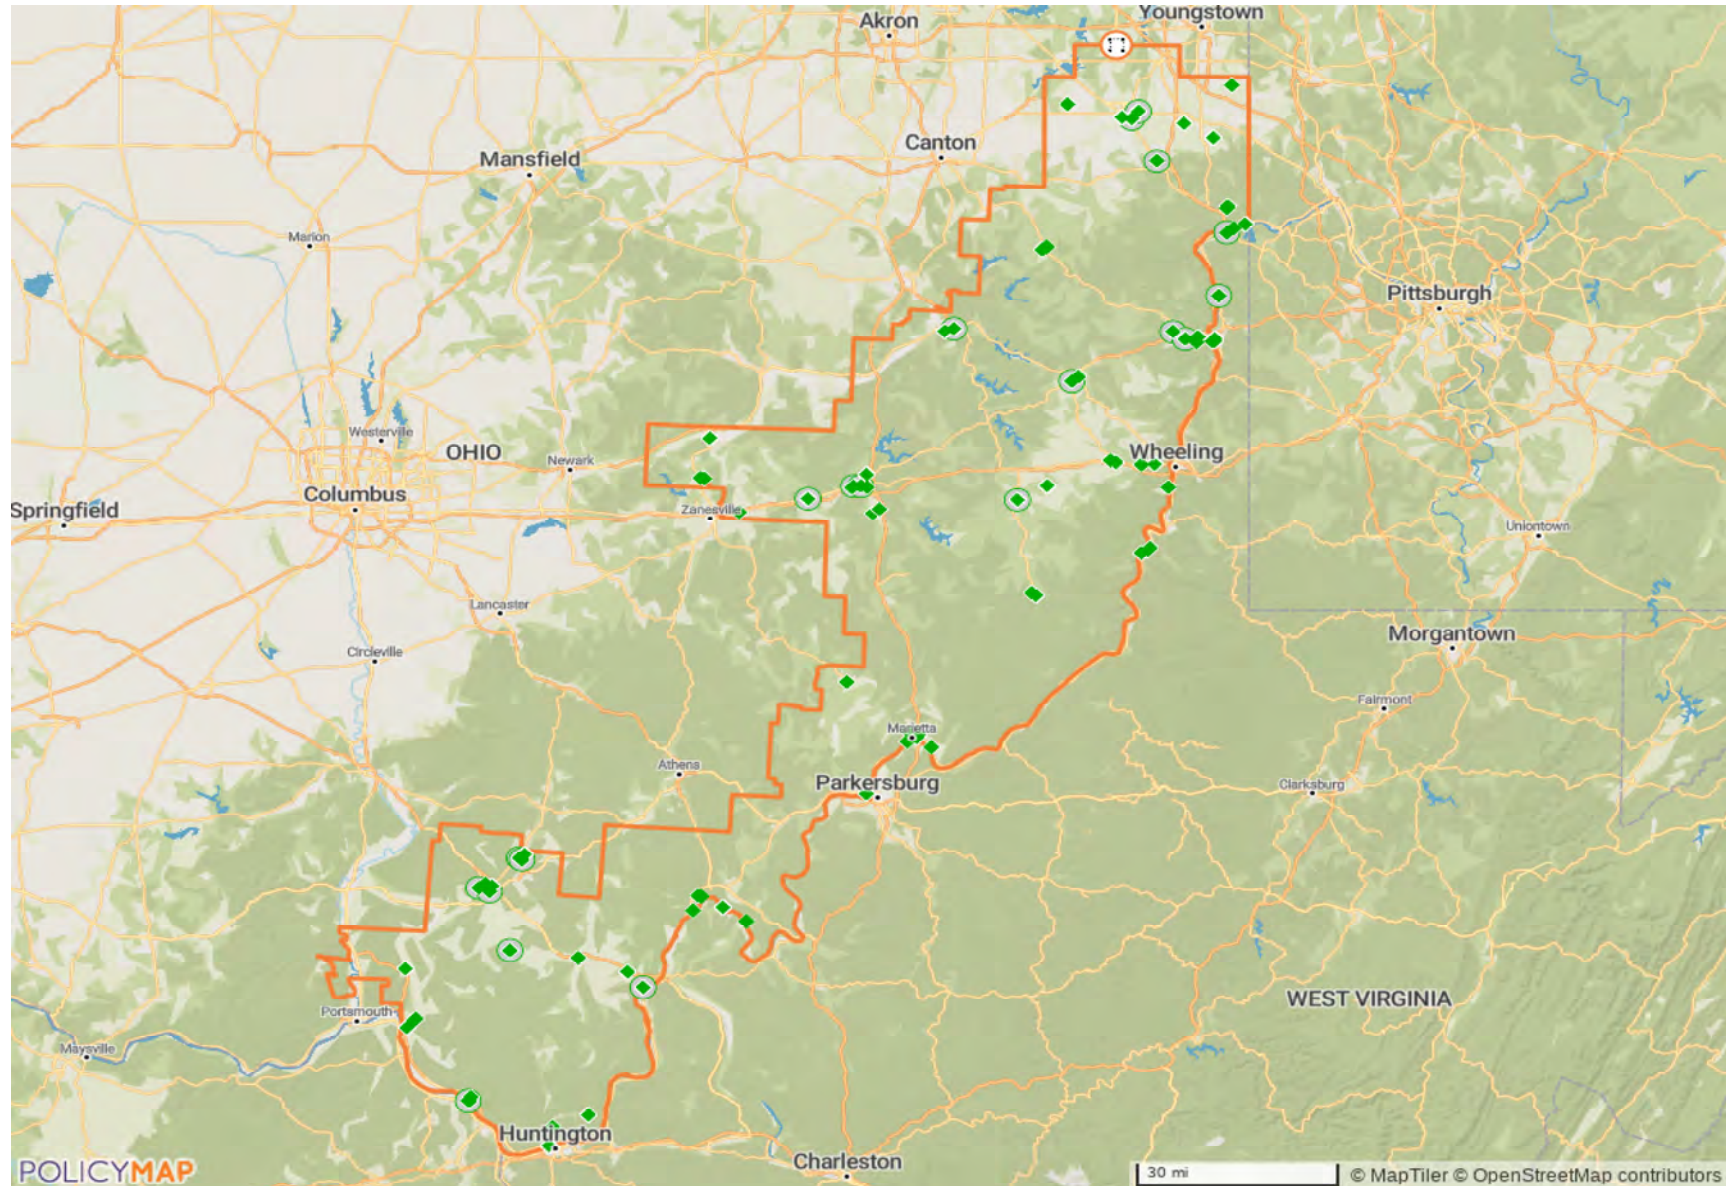 Youngstown
Akron
Canton
Mansfield
Marion
Pittsburgh
Westerville
OHIO
Newark
Wheeling
Columbus
Springfield
Zanesville
Uniontown
Lancaster
Morgantown
Circleville
Fairmont
Marietta
Athena
Parkersburg
Clarksburg
WEST VIRGINIA
Portsmouth
Maysville
Huntington
Charleston
POLICYMAP
30 mi
© MapTiler © OpenStreetMap contributors